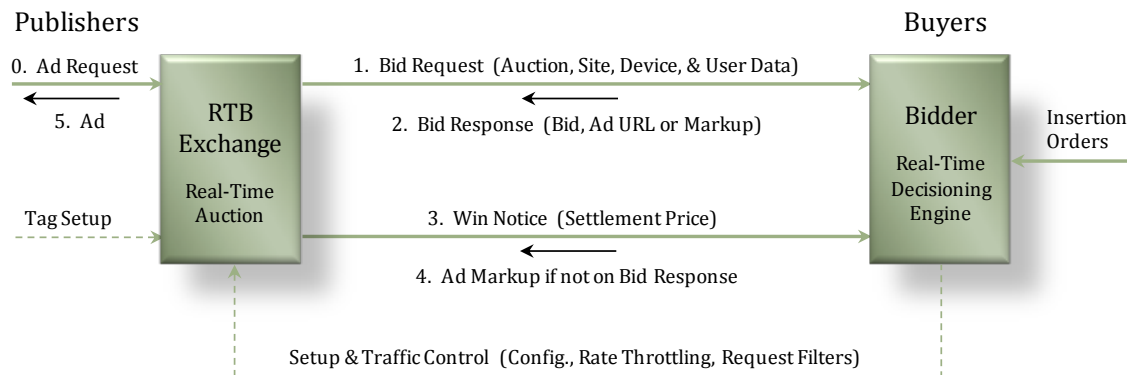 Publishers
Buyers
0. Ad Request
5. Ad
Tag Setup
RTB
Exchange
Real-Time
Auction
1. Bid Request (Auction, Site, Device, & User Data)
2. Bid Response (Bid, Ad URL or Markup)
3. Win Notice (Settlement Price)
4. Ad Markup if not on Bid Response
Bidder
Real-Time
Decisioning
Engine
Insertion
Orders
Setup & Traffic Control (Config., Rate Throttling, Request Filters)